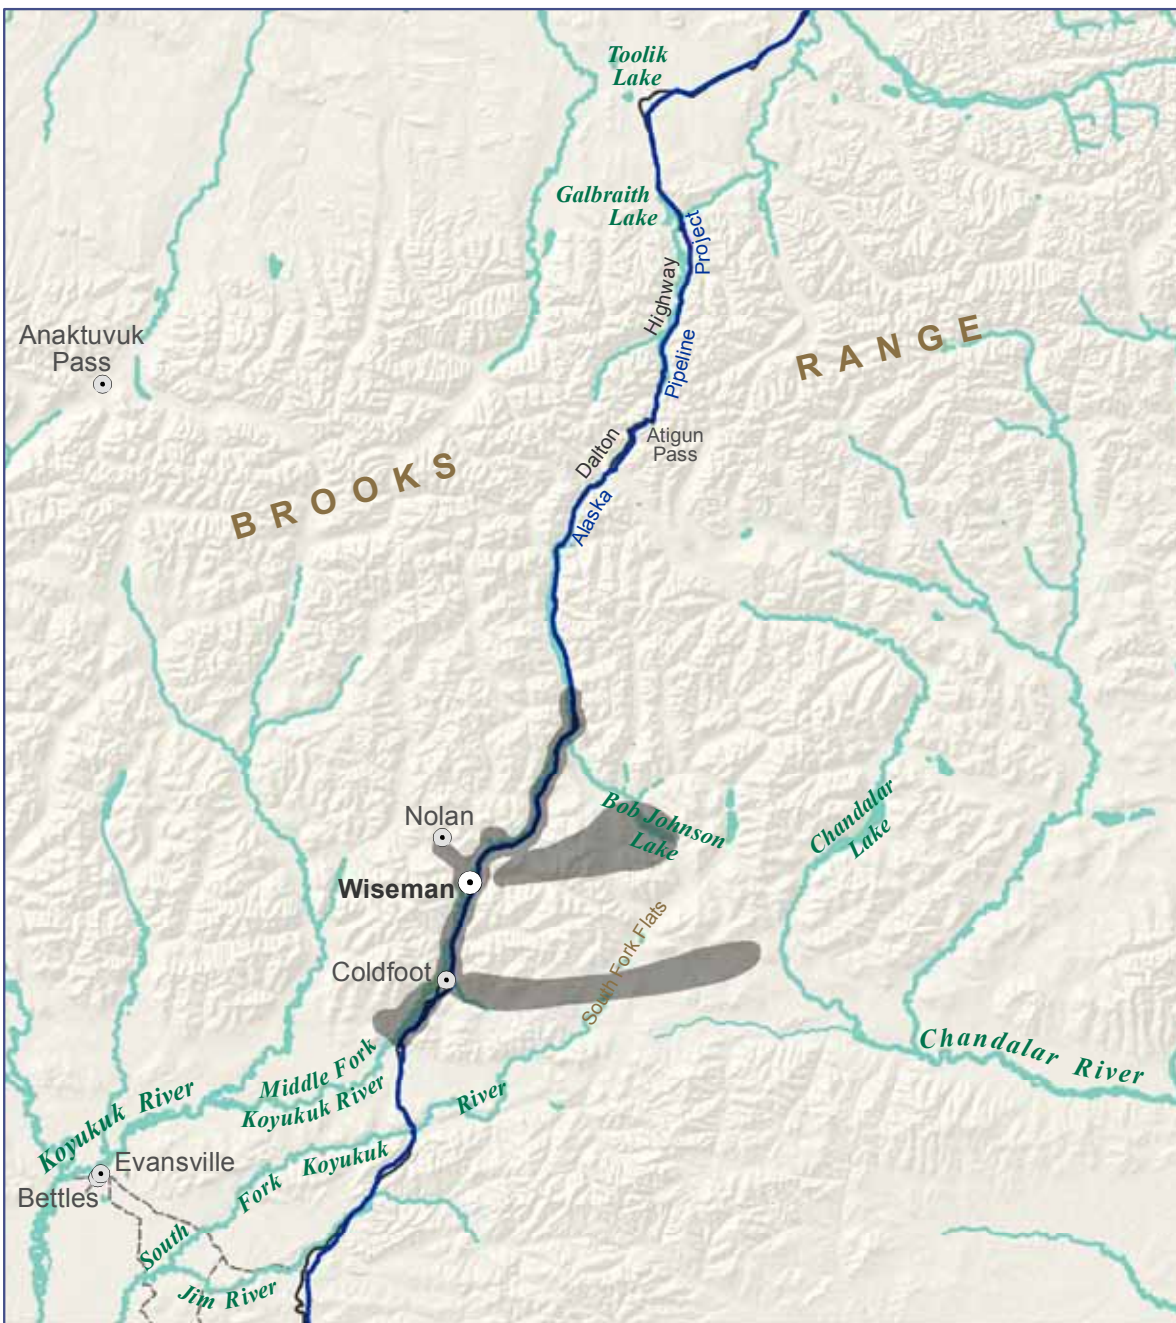 Toolik
Lake
Galbraith
Lake
Project
Highway
Pipeline
RANGE
Anaktuvuk
Pass
Atigun
Pass
Dalton
BROOKS
Alaska
Nolan
Bob Johnson
Lake
Chandalar
Lake
Wiseman
South Fork Flats
Coldfoot
Chandalar River
Middle Fork
Koyukuk River
Koyukuk River
River
Koyukuk
Fork
South
Evansville
Bettles
Jim River